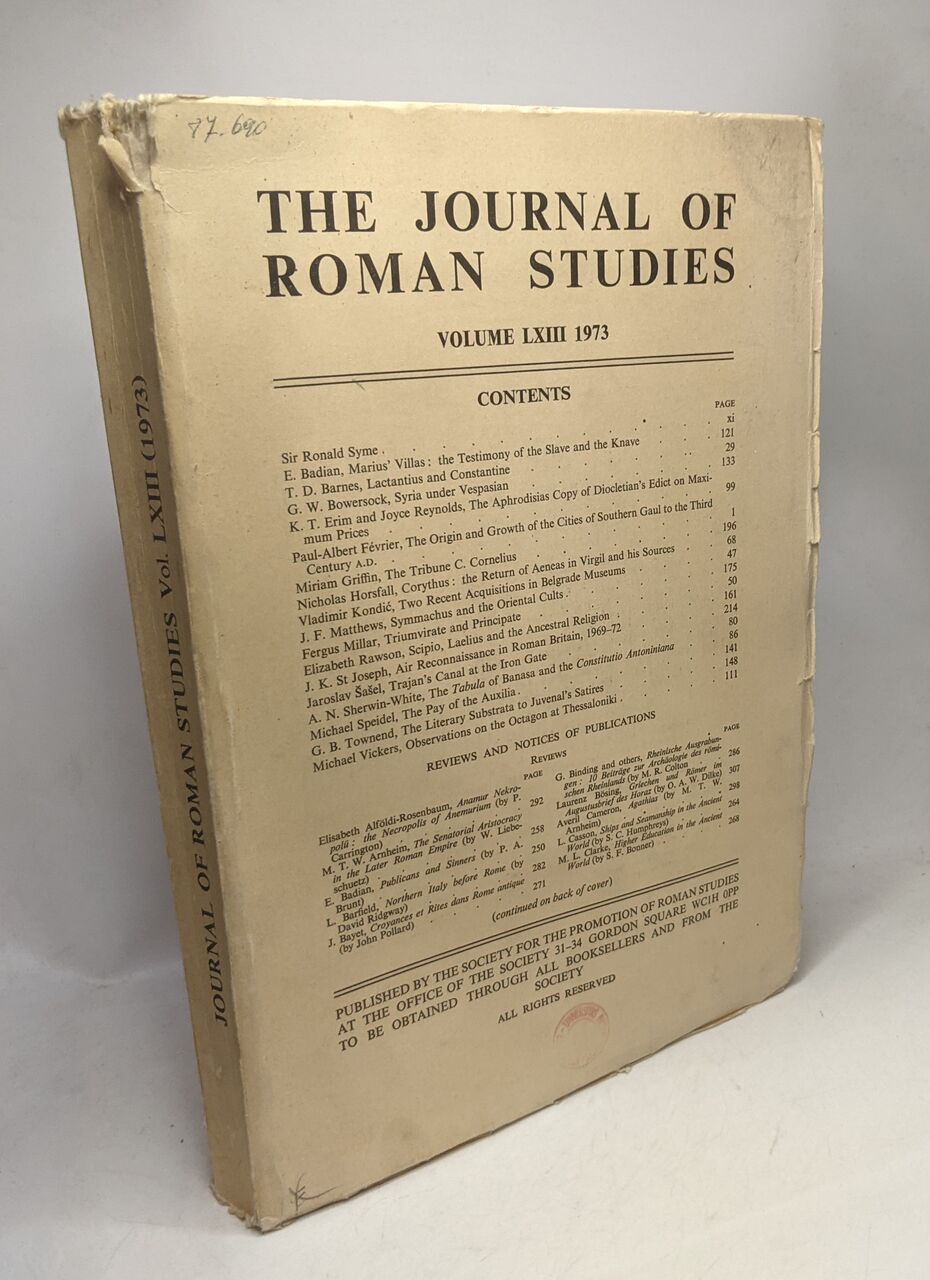 87.690
THE JOURNAL OF
ROMAN STUDIES
VOLUME LXIII 1973
CONTENTS
PAGE
Sir Ronald Syme . xi
E. Badian, Marius' Villas: the Testimony of the Slave and the Knave 121
T. D. Barnes, Lactantius and Constantine 29
G. W. Bowersock, Syria under Vespasian 133
K. T. Erim and Joyce Reynolds, The Aphrodisias Copy of Diocletian's Edict on Maxi-
mum Prices 99
Paul-Albert Février, The Origin and Growth of the Cities of Southern Gaul to the Third
Century A.D. 1
Miriam Griffin, The Tribune C. Cornelius 196
Nicholas Horsfall, Corythus: the Return of Aeneas in Virgil and his Sources 68
Vladimir Kondić, Two Recent Acquisitions in Belgrade Museums 47
J. F. Matthews, Symmachus and the Oriental Cults . 175
Fergus Millar, Triumvirate and Principate 50
Elizabeth Rawson, Scipio, Laelius and the Ancestral Religion 161
J. K. St Joseph, Air Reconnaissance in Roman Britain, 1969–72 214
Jaroslav Šašel, Trajan's Canal at the Iron Gate 80
A. N. Sherwin-White, The Tabula of Banasa and the Constitutio Antoniniana 86
Michael Speidel, The Pay of the Auxilia . 141
G. B. Townend, The Literary Substrata to Juvenal's Satires 148
Michael Vickers, Observations on the Octagon at Thessaloniki . 111
REVIEWS AND NOTICES OF PUBLICATIONS
REVIEWS
PAGE
Elisabeth Alföldi-Rosenbaum, Anamur Nekro-
polü: the Necropolis of Anemurium (by P.
Carrington) 292
M. T. W. Arnheim, The Senatorial Aristocracy
in the Later Roman Empire (by W. Liebe-
schuetz) 258
E. Badian, Publicans and Sinners (by P. A.
Brunt) 250
L. Barfield, Northern Italy before Rome (by
David Ridgway) 282
J. Bayet, Croyances et Rites dans Rome antique
(by John Pollard) 271
PAGE
G. Binding and others, Rheinische Ausgrabun-
gen: 10 Beiträge zur Archäologie des römi-
schen Rheinlands (by M. R. Colton 286
Laurenz Bösing, Griechen und Römer im
Augustusbrief des Horaz (by O. A. W. Dilke) 307
Averil Cameron, Agathias (by M. T. W.
Arnheim) 298
L. Casson, Ships and Seamanship in the Ancient
World (by S. C. Humphreys) 264
M. L. Clarke, Higher Education in the Ancient
World (by S. F. Bonner) 268
(continued on back of cover)
PUBLISHED BY THE SOCIETY FOR THE PROMOTION OF ROMAN STUDIES
AT THE OFFICE OF THE SOCIETY 31–34 GORDON SQUARE WC1H 0PP
TO BE OBTAINED THROUGH ALL BOOKSELLERS AND FROM THE
SOCIETY
ALL RIGHTS RESERVED
JOURNAL OF ROMAN STUDIES Vol. LXIII (1973)